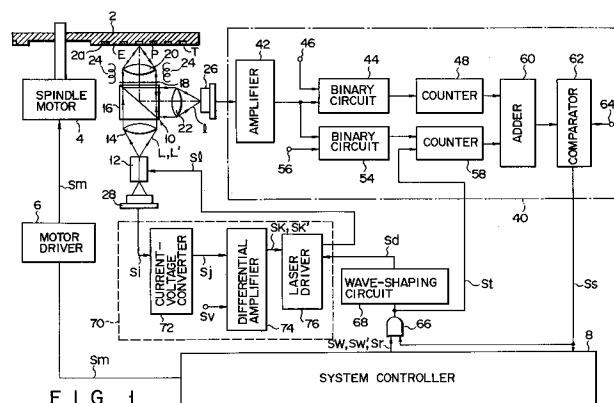 2
2a
E
P
T
24
20
24
26
18
16
22
10
14
L, L'
ℓ
12
28
SPINDLE MOTOR
4
Sm
6
MOTOR DRIVER
Sm
42
AMPLIFIER
46
44
BINARY CIRCUIT
48
COUNTER
60
ADDER
62
COMPARATOR
64
56
54
BINARY CIRCUIT
58
COUNTER
40
Sℓ
Si
CURRENT-VOLTAGE CONVERTER
72
Sj
Sv
DIFFERENTIAL AMPLIFIER
74
SK, SK'
LASER DRIVER
76
70
Sd
WAVE-SHAPING CIRCUIT
68
66
St
Ss
SW, SW', Sr
8
SYSTEM CONTROLLER
FIG. 1